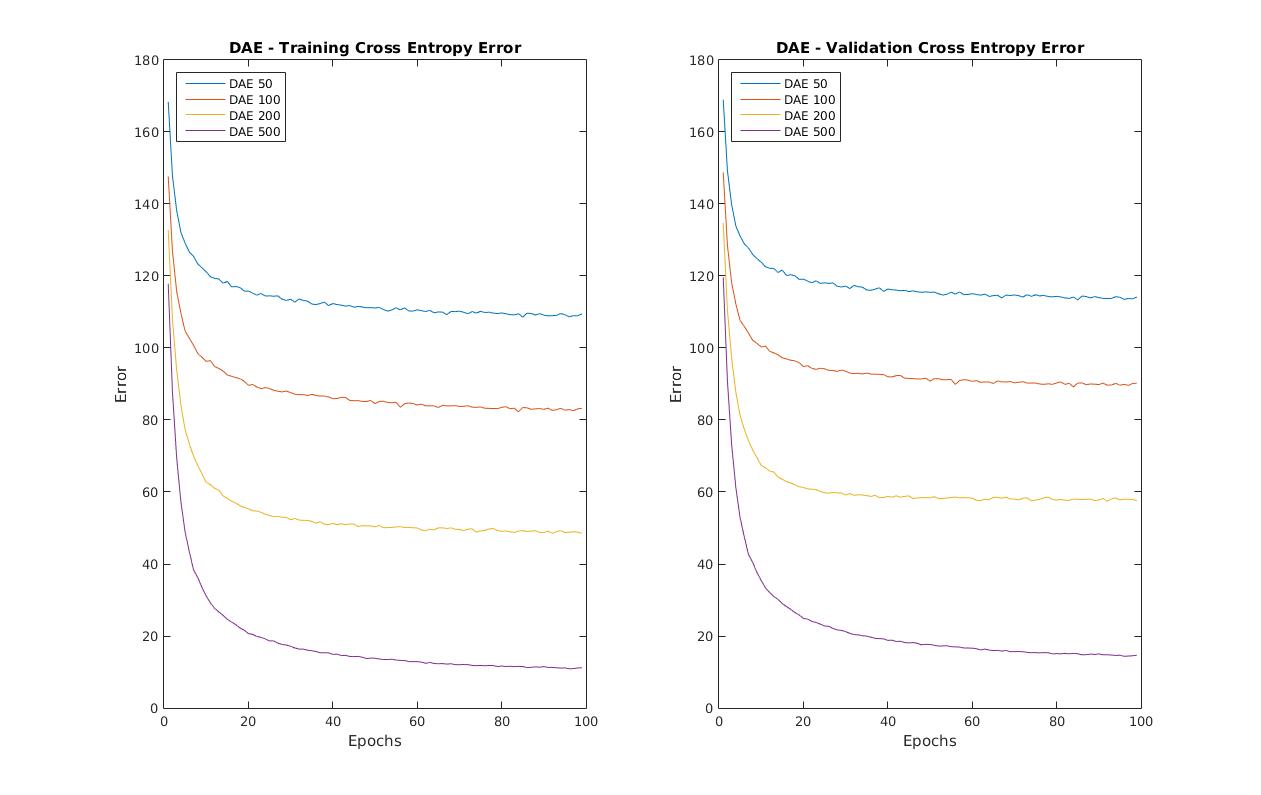 DAE - Training Cross Entropy Error
180
160
140
120
100
80
60
40
20
0
Error
DAE 50
DAE 100
DAE 200
DAE 500
0 20 40 60 80 100
Epochs
DAE - Validation Cross Entropy Error
180
160
140
120
100
80
60
40
20
0
Error
DAE 50
DAE 100
DAE 200
DAE 500
0 20 40 60 80 100
Epochs